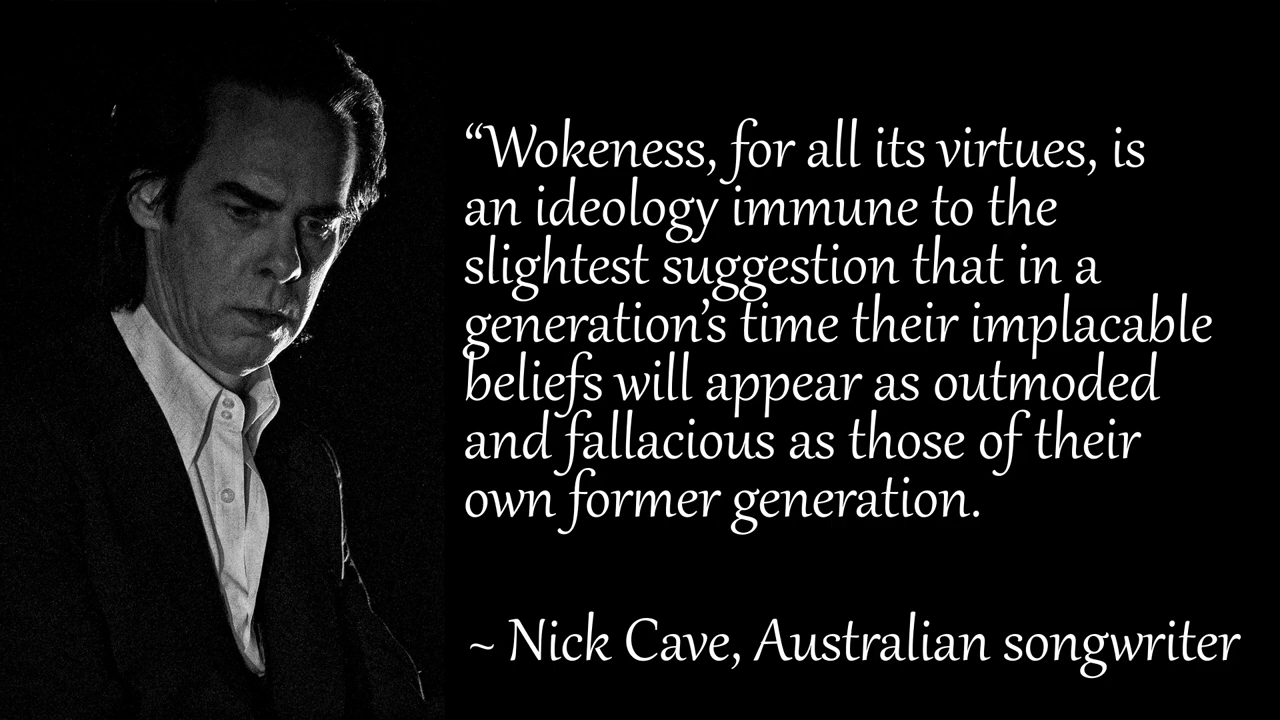 “Wokeness, for all its virtues, is
an ideology immune to the
slightest suggestion that in a
generation’s time their implacable
beliefs will appear as outmoded
and fallacious as those of their
own former generation.
~ Nick Cave, Australian songwriter